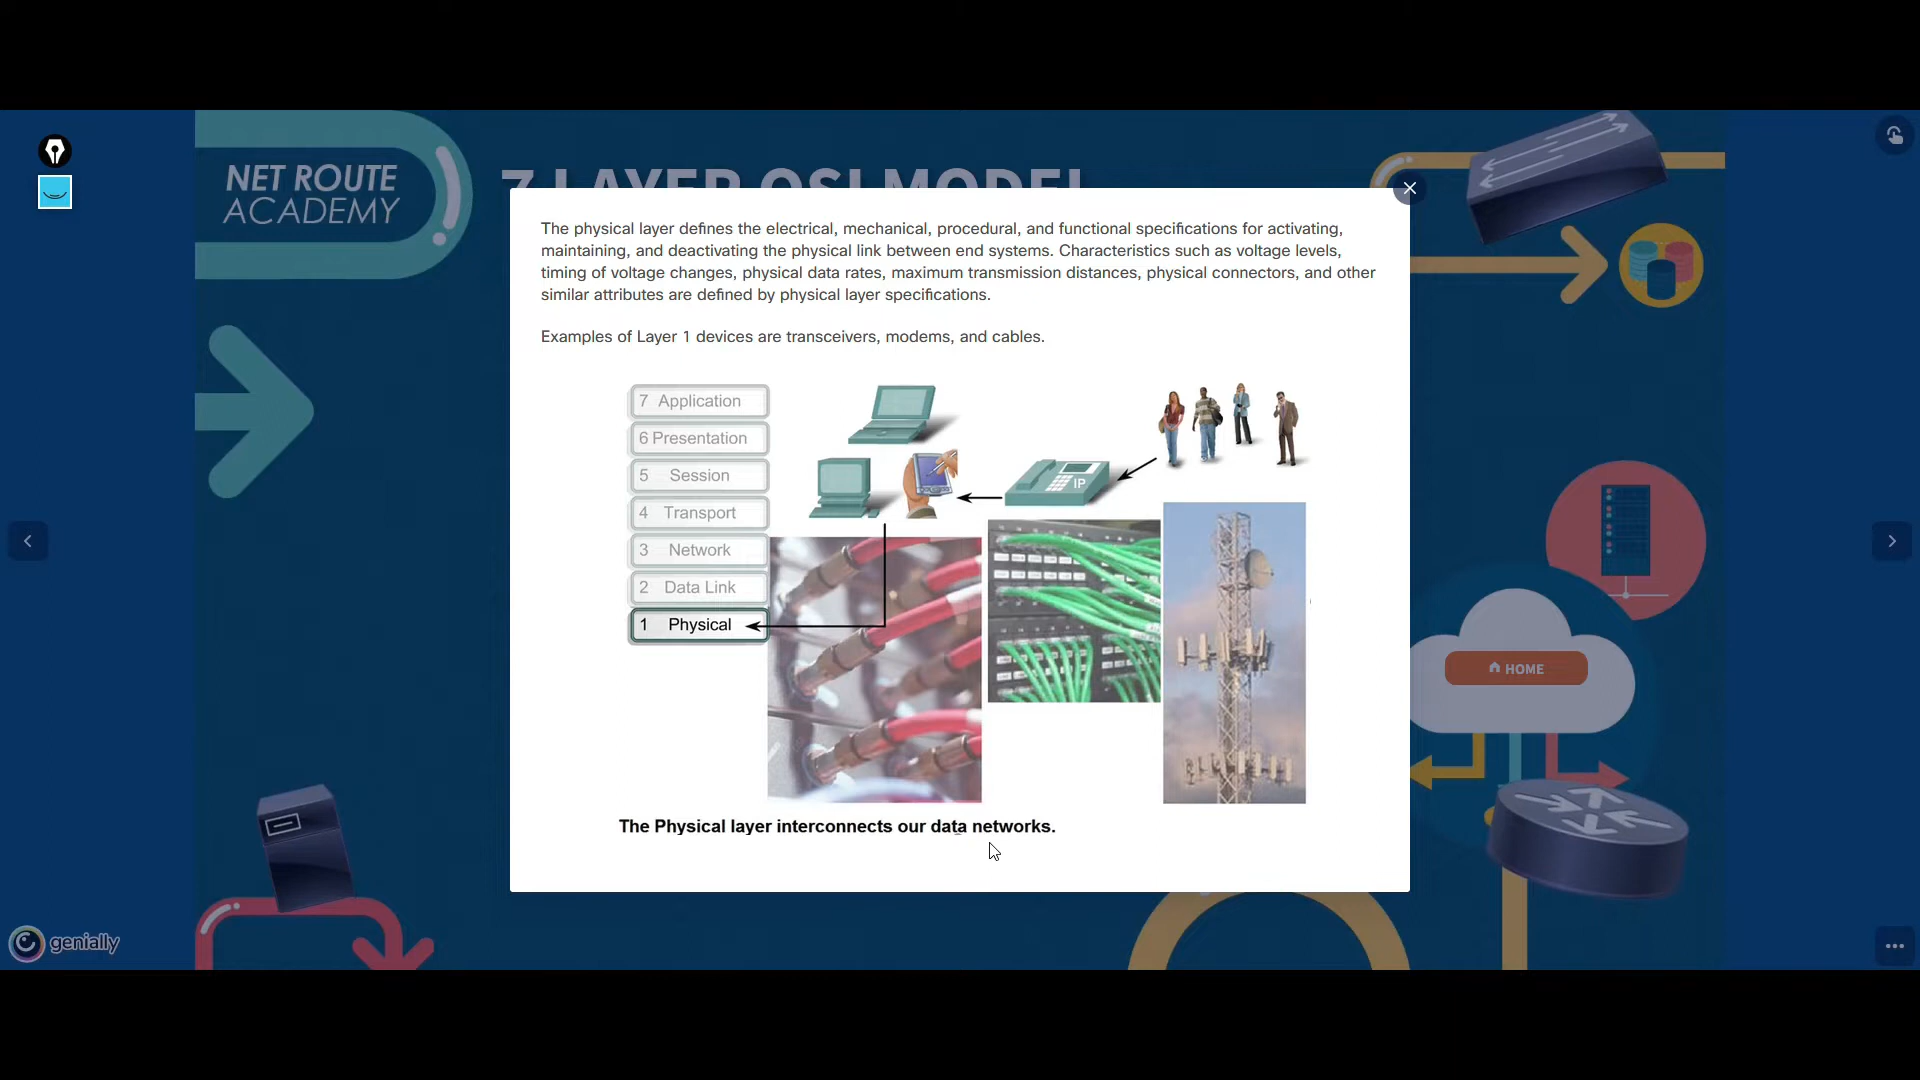 NET ROUTE
ACADEMY
7 LAYER OSI MODEL
The physical layer defines the electrical, mechanical, procedural, and functional specifications for activating,
maintaining, and deactivating the physical link between end systems. Characteristics such as voltage levels,
timing of voltage changes, physical data rates, maximum transmission distances, physical connectors, and other
similar attributes are defined by physical layer specifications.
Examples of Layer 1 devices are transceivers, modems, and cables.
7 Application
6 Presentation
5 Session
4 Transport
3 Network
2 Data Link
1 Physical
IP
The Physical layer interconnects our data networks.
HOME
genially